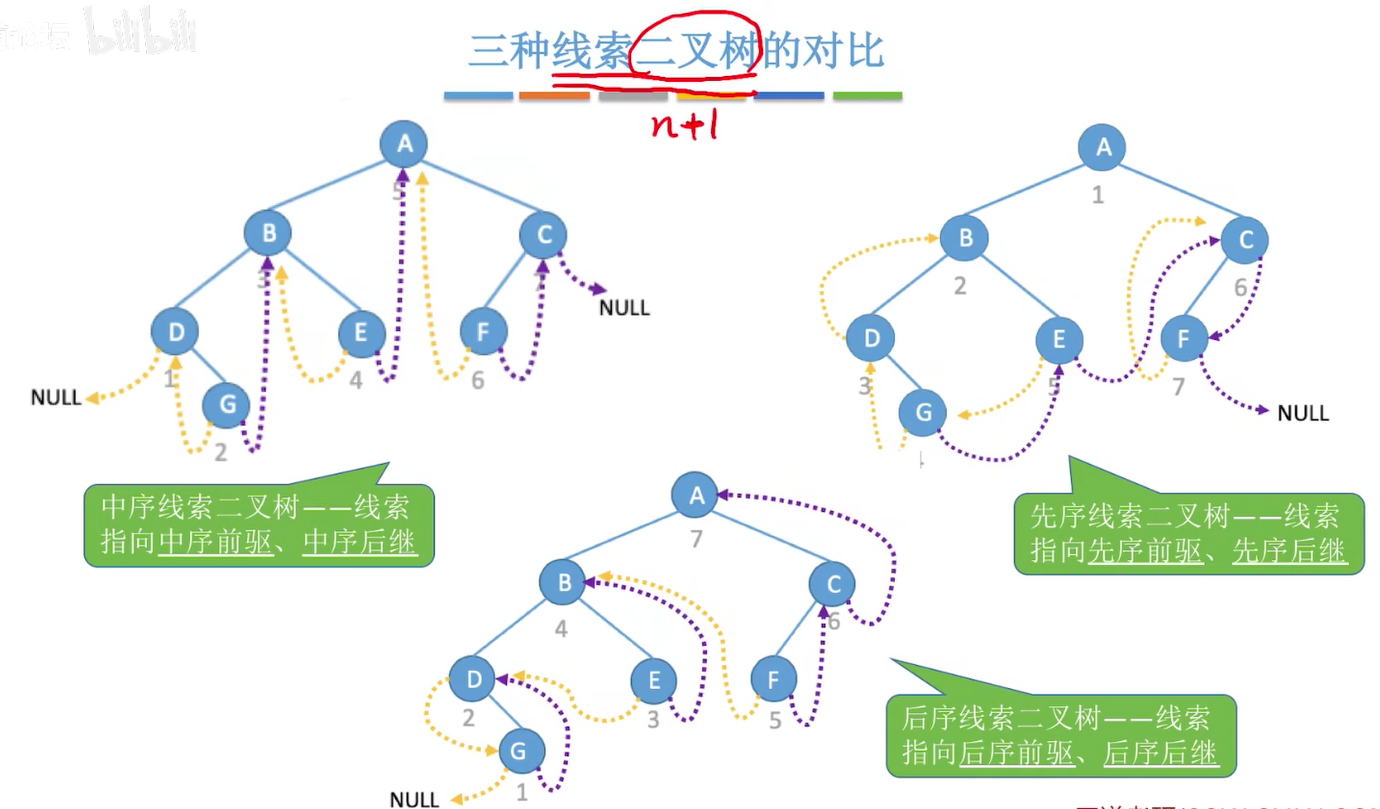 bilibili
三种线索二叉树的对比
n+1
A
5
B
3
C
7
D
1
E
4
F
6
G
2
NULL
NULL
中序线索二叉树——线索
指向中序前驱、中序后继
A
1
B
2
C
6
D
3
E
5
F
7
G
NULL
先序线索二叉树——线索
指向先序前驱、先序后继
A
7
B
4
C
6
D
2
E
3
F
5
G
1
NULL
后序线索二叉树——线索
指向后序前驱、后序后继